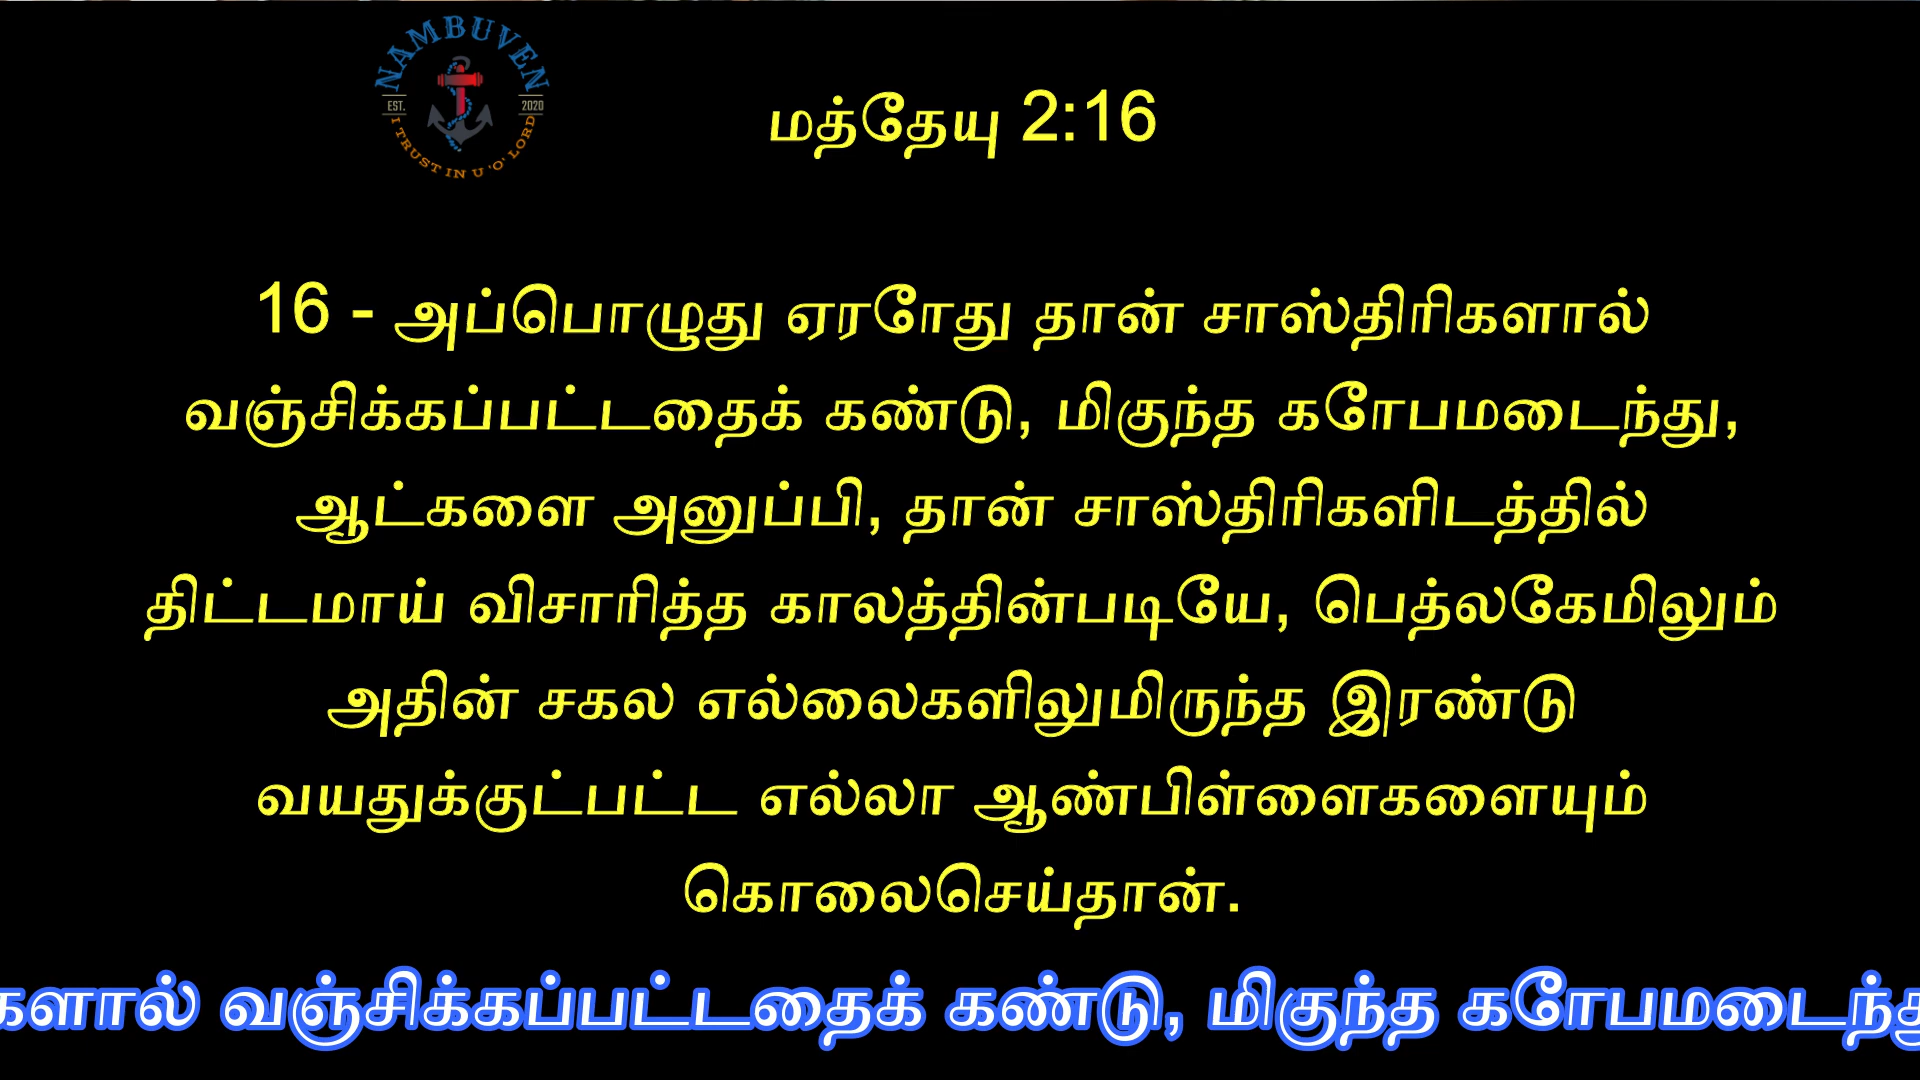 NAMBUVEN
EST. 2020
I TRUST IN U 'O' LORD
மத்தேயு 2:16
16 - அப்பொழுது ஏரோது தான் சாஸ்திரிகளால்
வஞ்சிக்கப்பட்டதைக் கண்டு, மிகுந்த கோபமடைந்து,
ஆட்களை அனுப்பி, தான் சாஸ்திரிகளிடத்தில்
திட்டமாய் விசாரித்த காலத்தின்படியே, பெத்லகேமிலும்
அதின் சகல எல்லைகளிலுமிருந்த இரண்டு
வயதுக்குட்பட்ட எல்லா ஆண்பிள்ளைகளையும்
கொலைசெய்தான்.
களால் வஞ்சிக்கப்பட்டதைக் கண்டு, மிகுந்த கோபமடைந்து